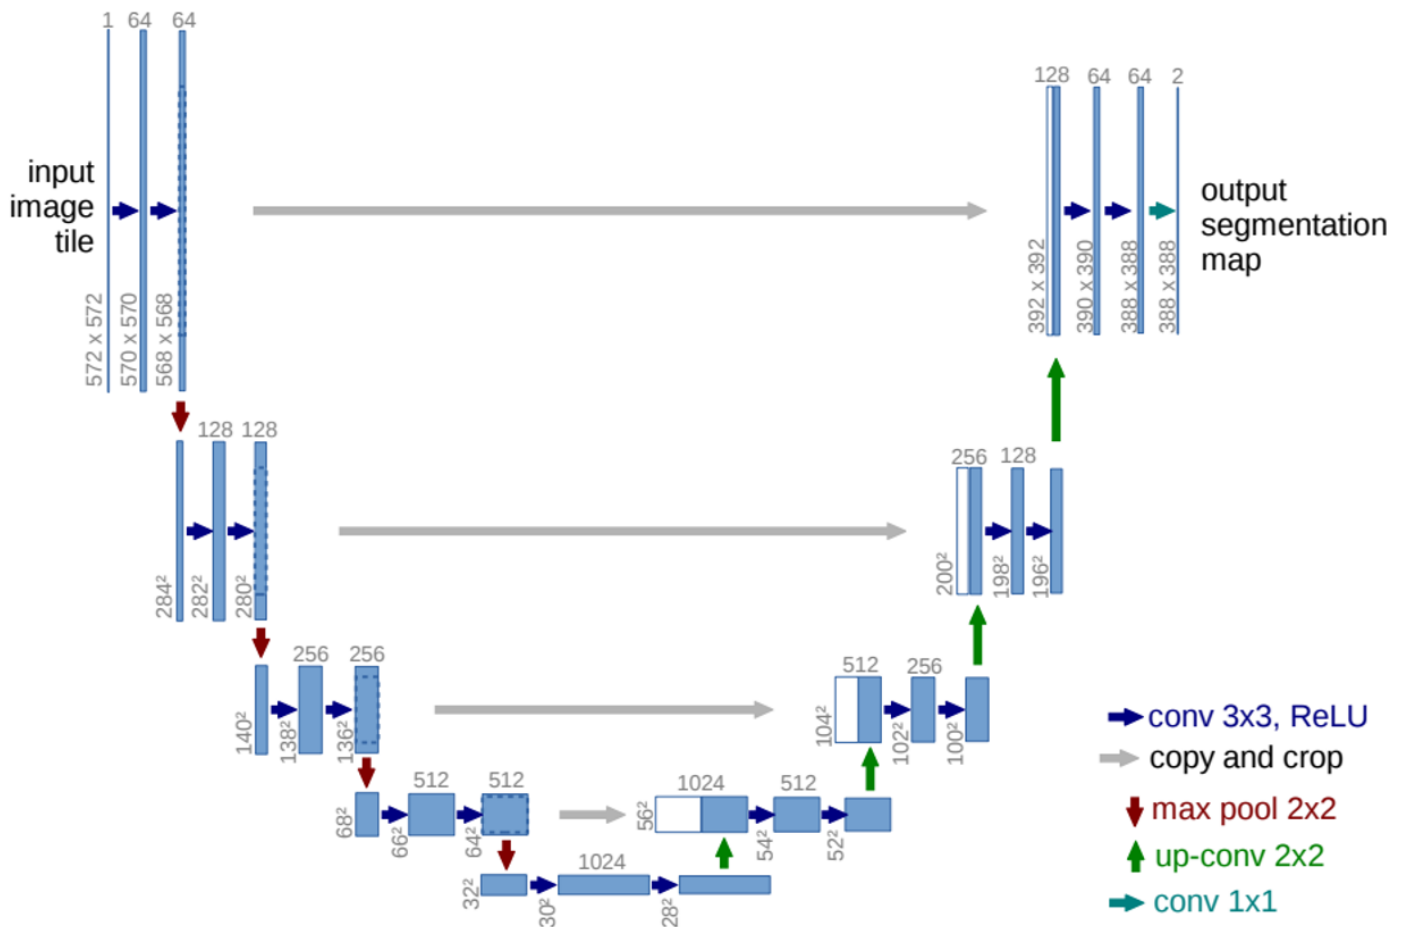 1 64 64
128 64 64 2
input
image
tile
output
segmentation
map
572 x 572
570 x 570
568 x 568
392 x 392
390 x 390
388 x 388
388 x 388
128 128
256 128
284²
282²
280²
200²
198²
196²
256 256
512 256
140²
138²
136²
104²
102²
100²
512 512
1024 512
68²
66²
64²
56²
54²
52²
1024
32²
30²
28²
conv 3x3, ReLU
copy and crop
max pool 2x2
up-conv 2x2
conv 1x1